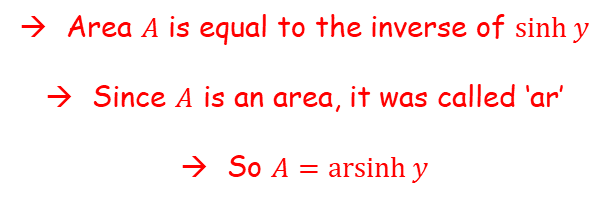 → Area A is equal to the inverse of sinh y
→ Since A is an area, it was called ‘ar’
→ So A = arsinh y